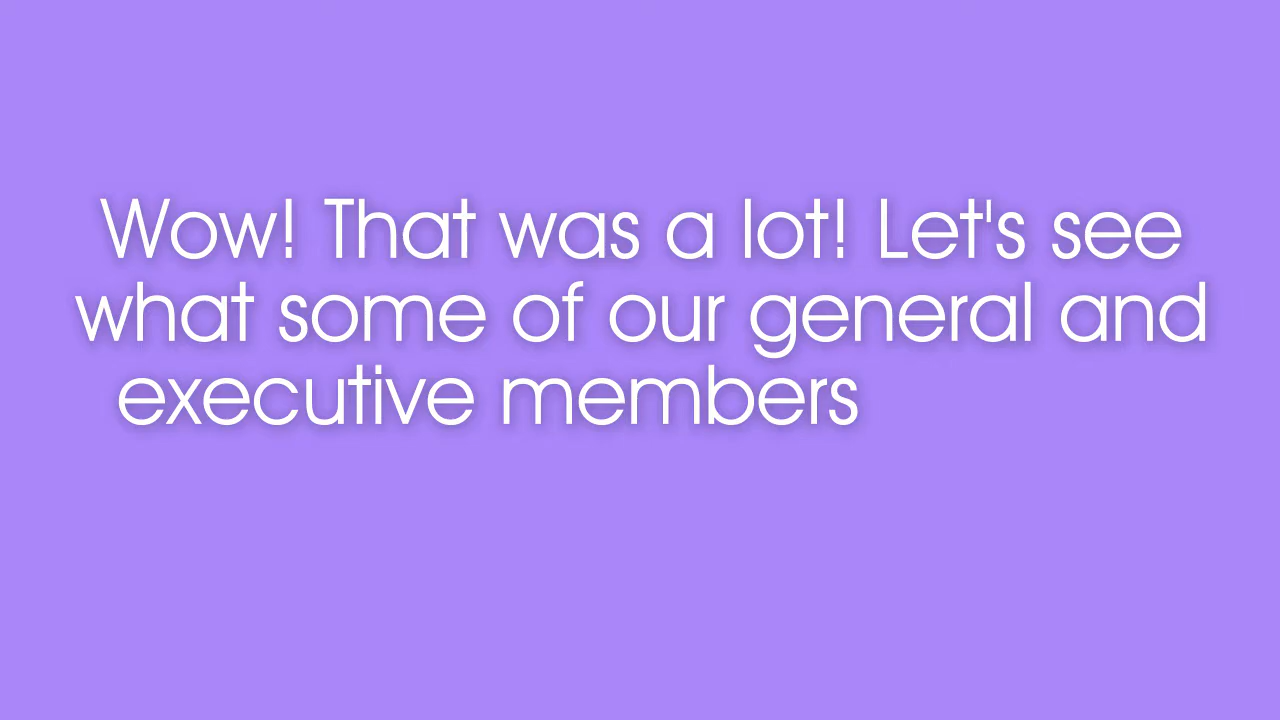 Wow! That was a lot! Let's see
what some of our general and
executive members